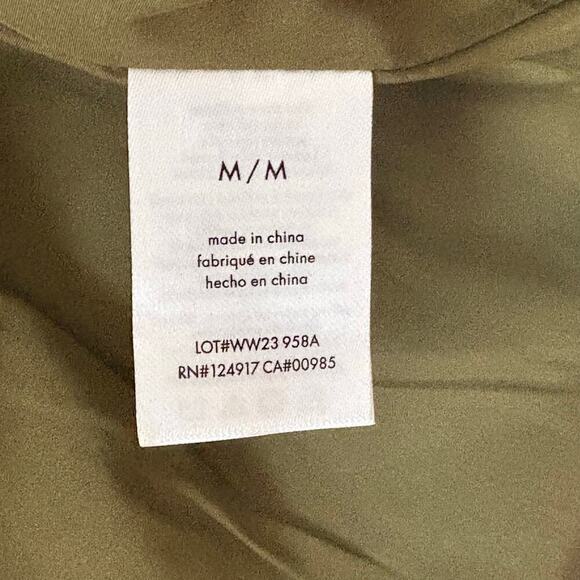 M / M
made in china
fabriqué en chine
hecho en china
LOT#WW23 958A
RN#124917 CA#00985